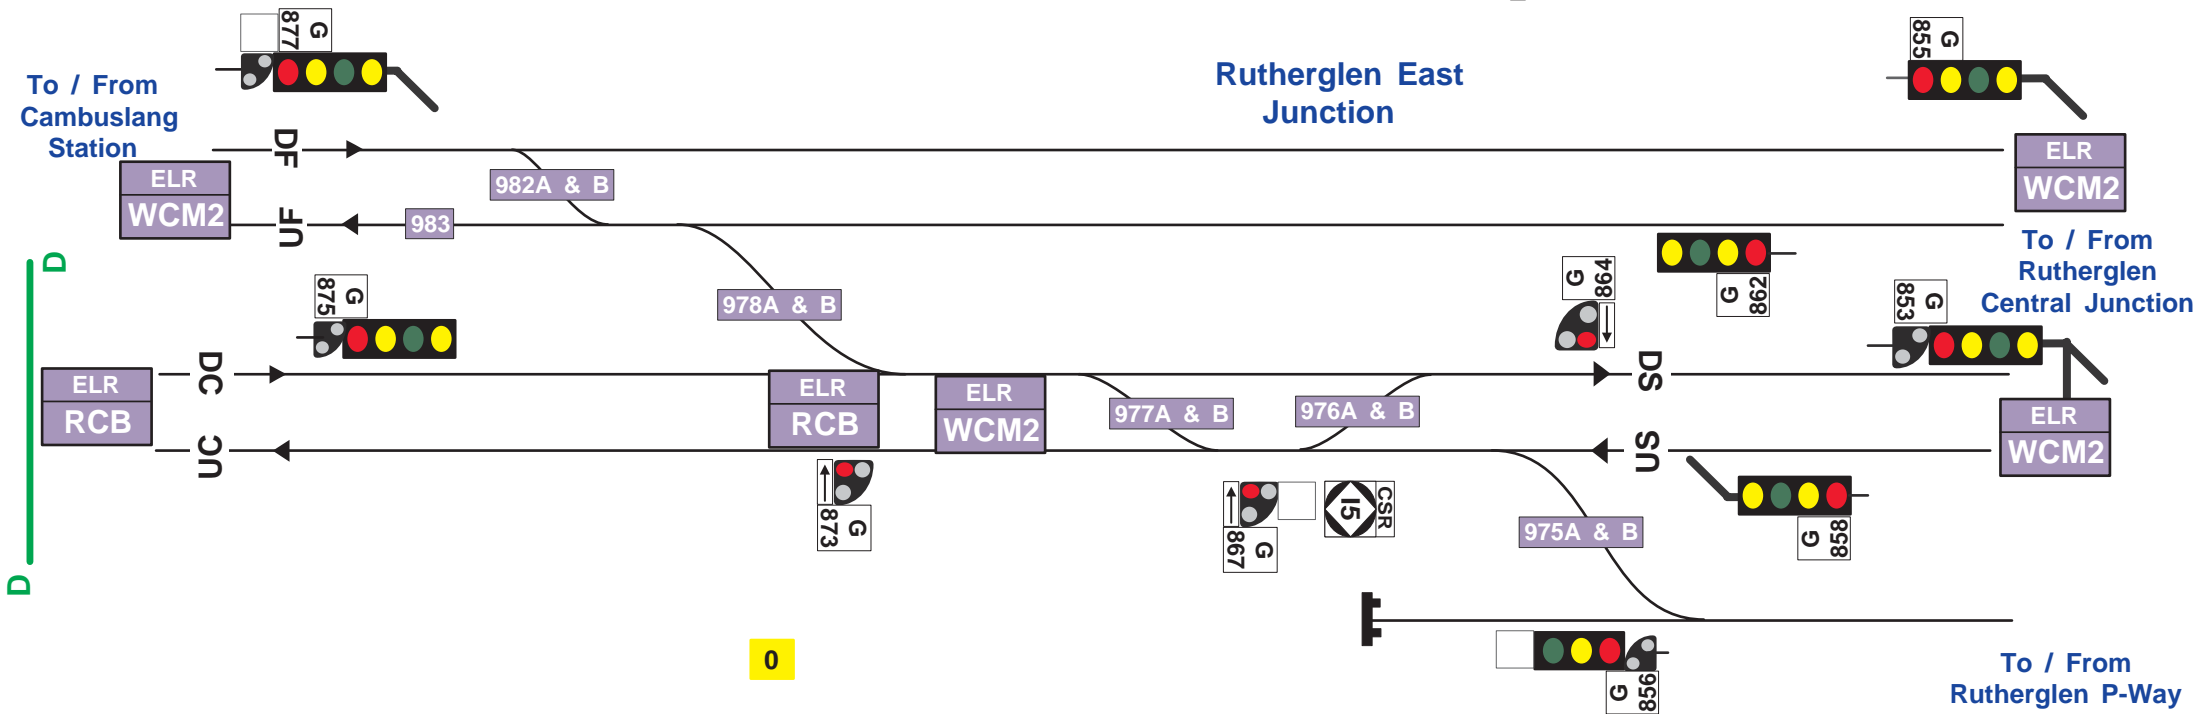 G
877
G
855
To / From
Cambuslang
Station
Rutherglen East
Junction
DF
ELR
WCM2
982A & B
ELR
WCM2
UF
983
To / From
Rutherglen
Central Junction
D
G
875
978A & B
G
864
G
862
G
853
DC
DS
ELR
RCB
ELR
RCB
ELR
WCM2
977A & B
976A & B
ELR
WCM2
UC
US
G
873
G
867
15
CSR
975A & B
G
858
D
0
G
856
To / From
Rutherglen P-Way